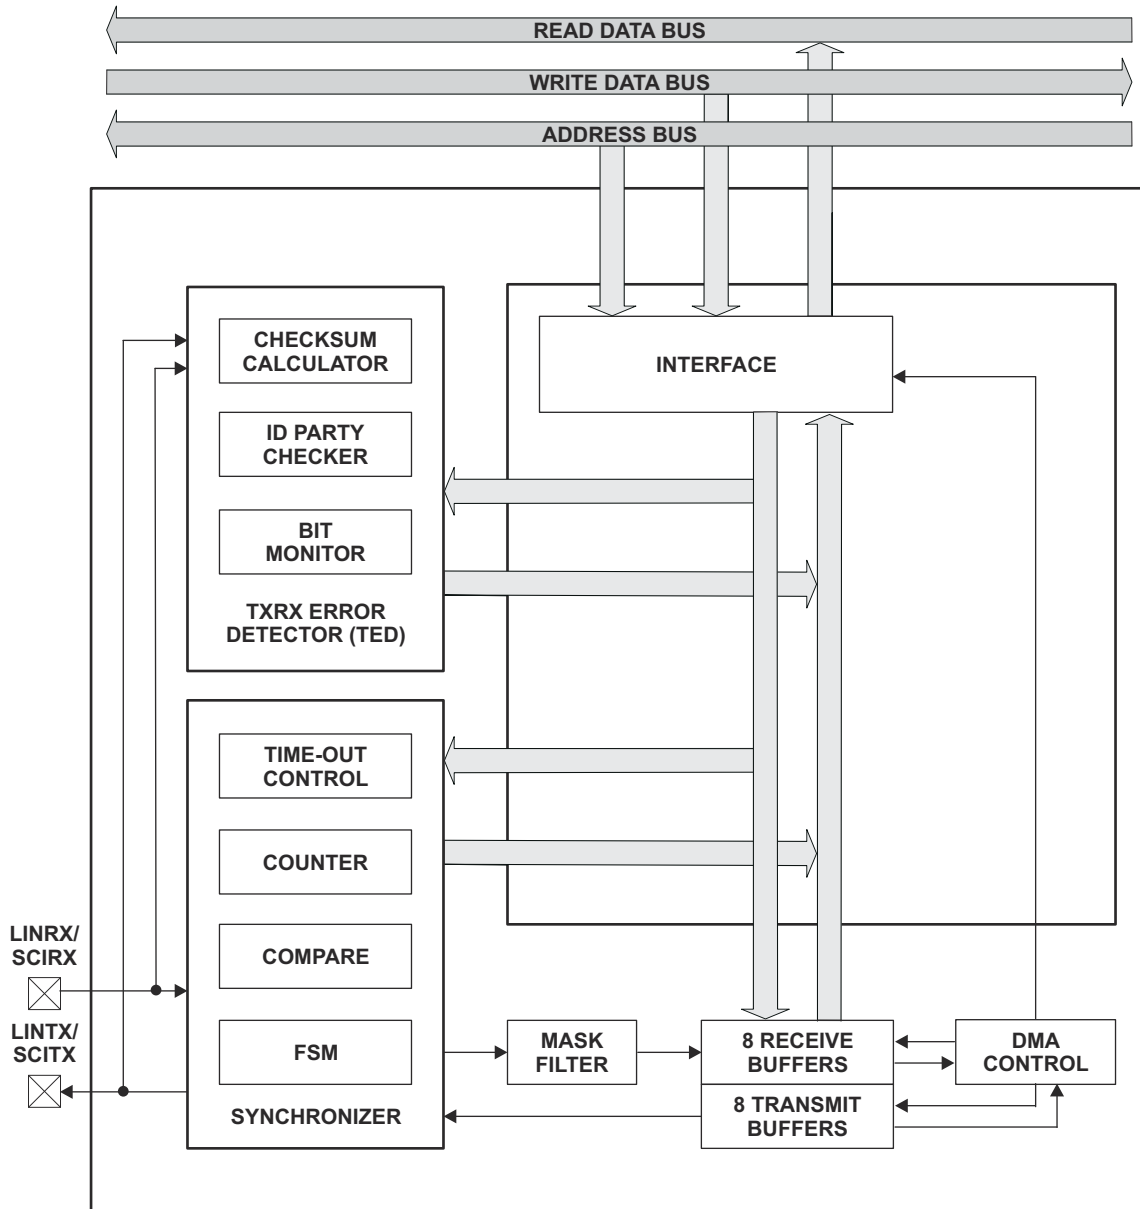 READ DATA BUS
WRITE DATA BUS
ADDRESS BUS
CHECKSUM
CALCULATOR
ID PARTY
CHECKER
BIT
MONITOR
TXRX ERROR
DETECTOR (TED)
INTERFACE
TIME-OUT
CONTROL
COUNTER
COMPARE
FSM
SYNCHRONIZER
LINRX/
SCIRX
LINTX/
SCITX
MASK
FILTER
8 RECEIVE
BUFFERS
8 TRANSMIT
BUFFERS
DMA
CONTROL